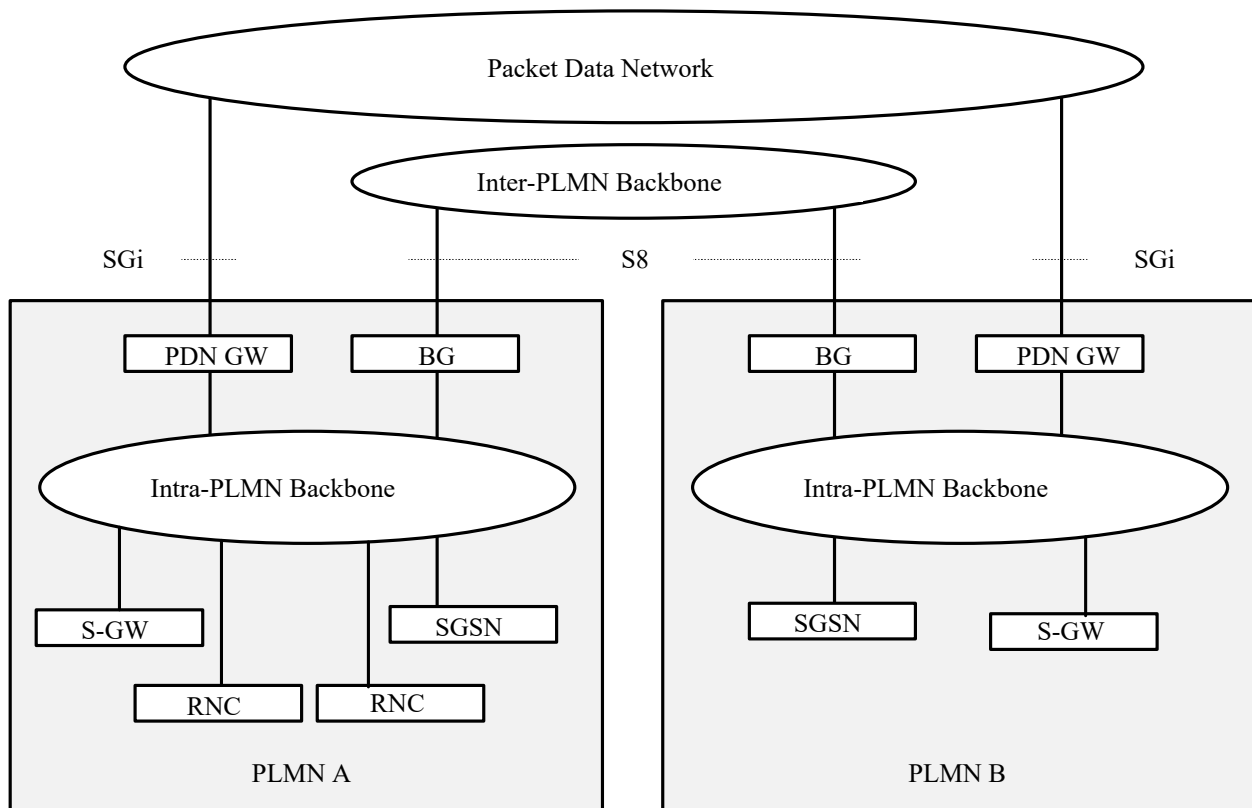 Packet Data Network
Inter-PLMN Backbone
SGi
S8
SGi
PDN GW
BG
BG
PDN GW
Intra-PLMN Backbone
Intra-PLMN Backbone
S-GW
SGSN
SGSN
S-GW
RNC
RNC
PLMN A
PLMN B